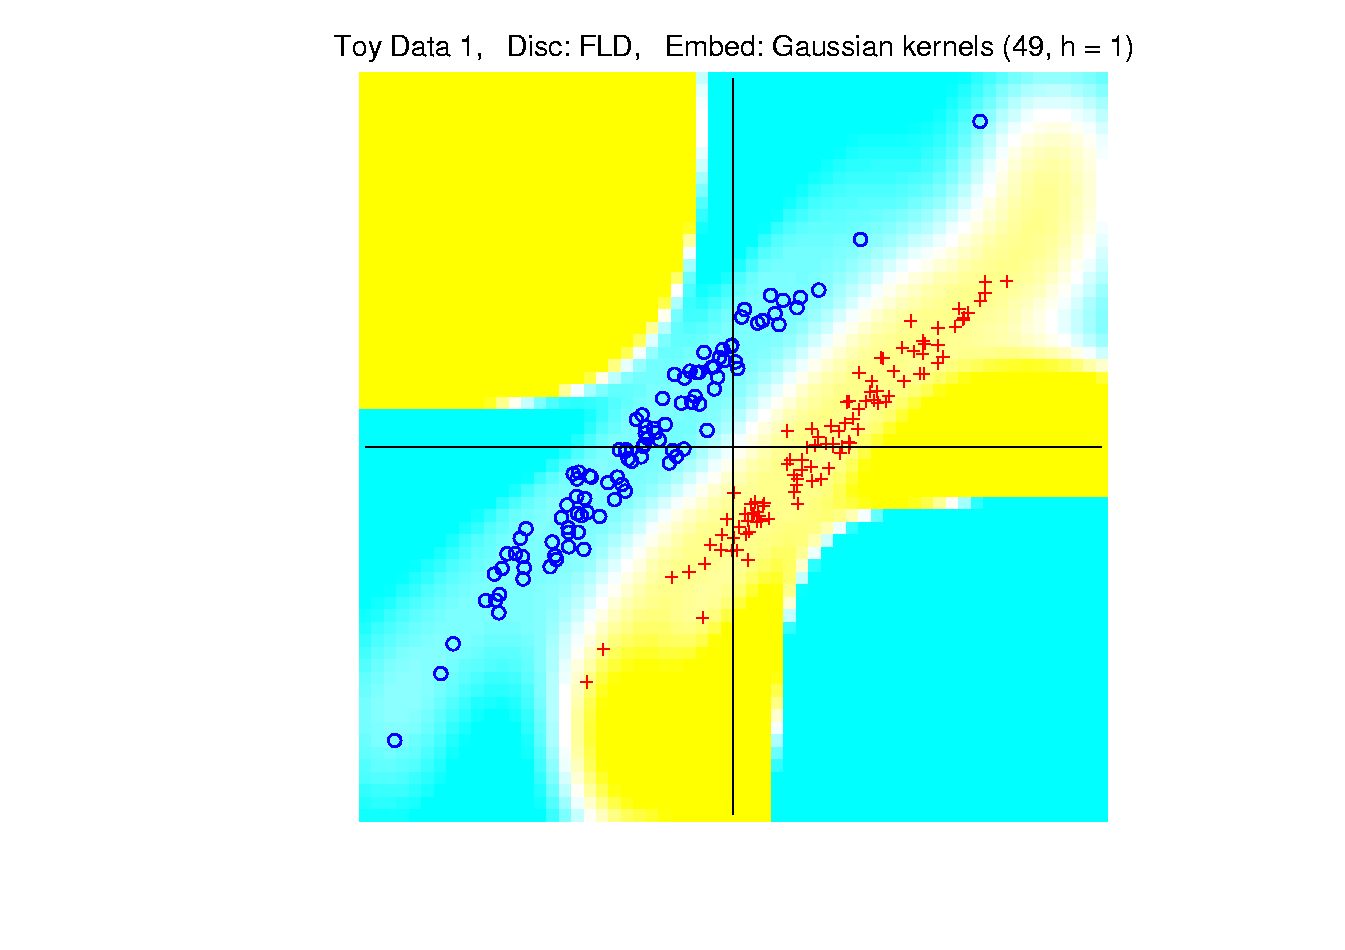 Toy Data 1, Disc: FLD, Embed: Gaussian kernels (49, h = 1)